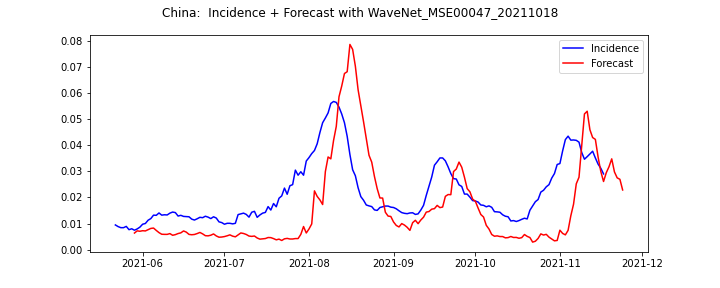 China:  Incidence + Forecast with WaveNet_MSE00047_20211018
Incidence
Forecast
0.08
0.07
0.06
0.05
0.04
0.03
0.02
0.01
0.00
2021-06 2021-07 2021-08 2021-09 2021-10 2021-11 2021-12